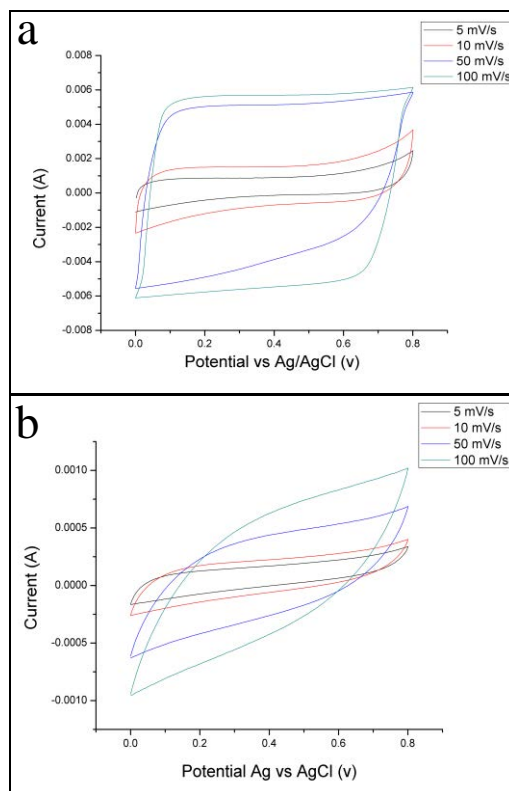 a
5 mV/s
10 mV/s
50 mV/s
100 mV/s
0.008
0.006
0.004
0.002
0.000
-0.002
-0.004
-0.006
-0.008
Current (A)
0.0 0.2 0.4 0.6 0.8
Potential vs Ag/AgCl (v)
b
5 mV/s
10 mV/s
50 mV/s
100 mV/s
0.0010
0.0005
0.0000
-0.0005
-0.0010
Current (A)
0.0 0.2 0.4 0.6 0.8
Potential Ag vs AgCl (v)